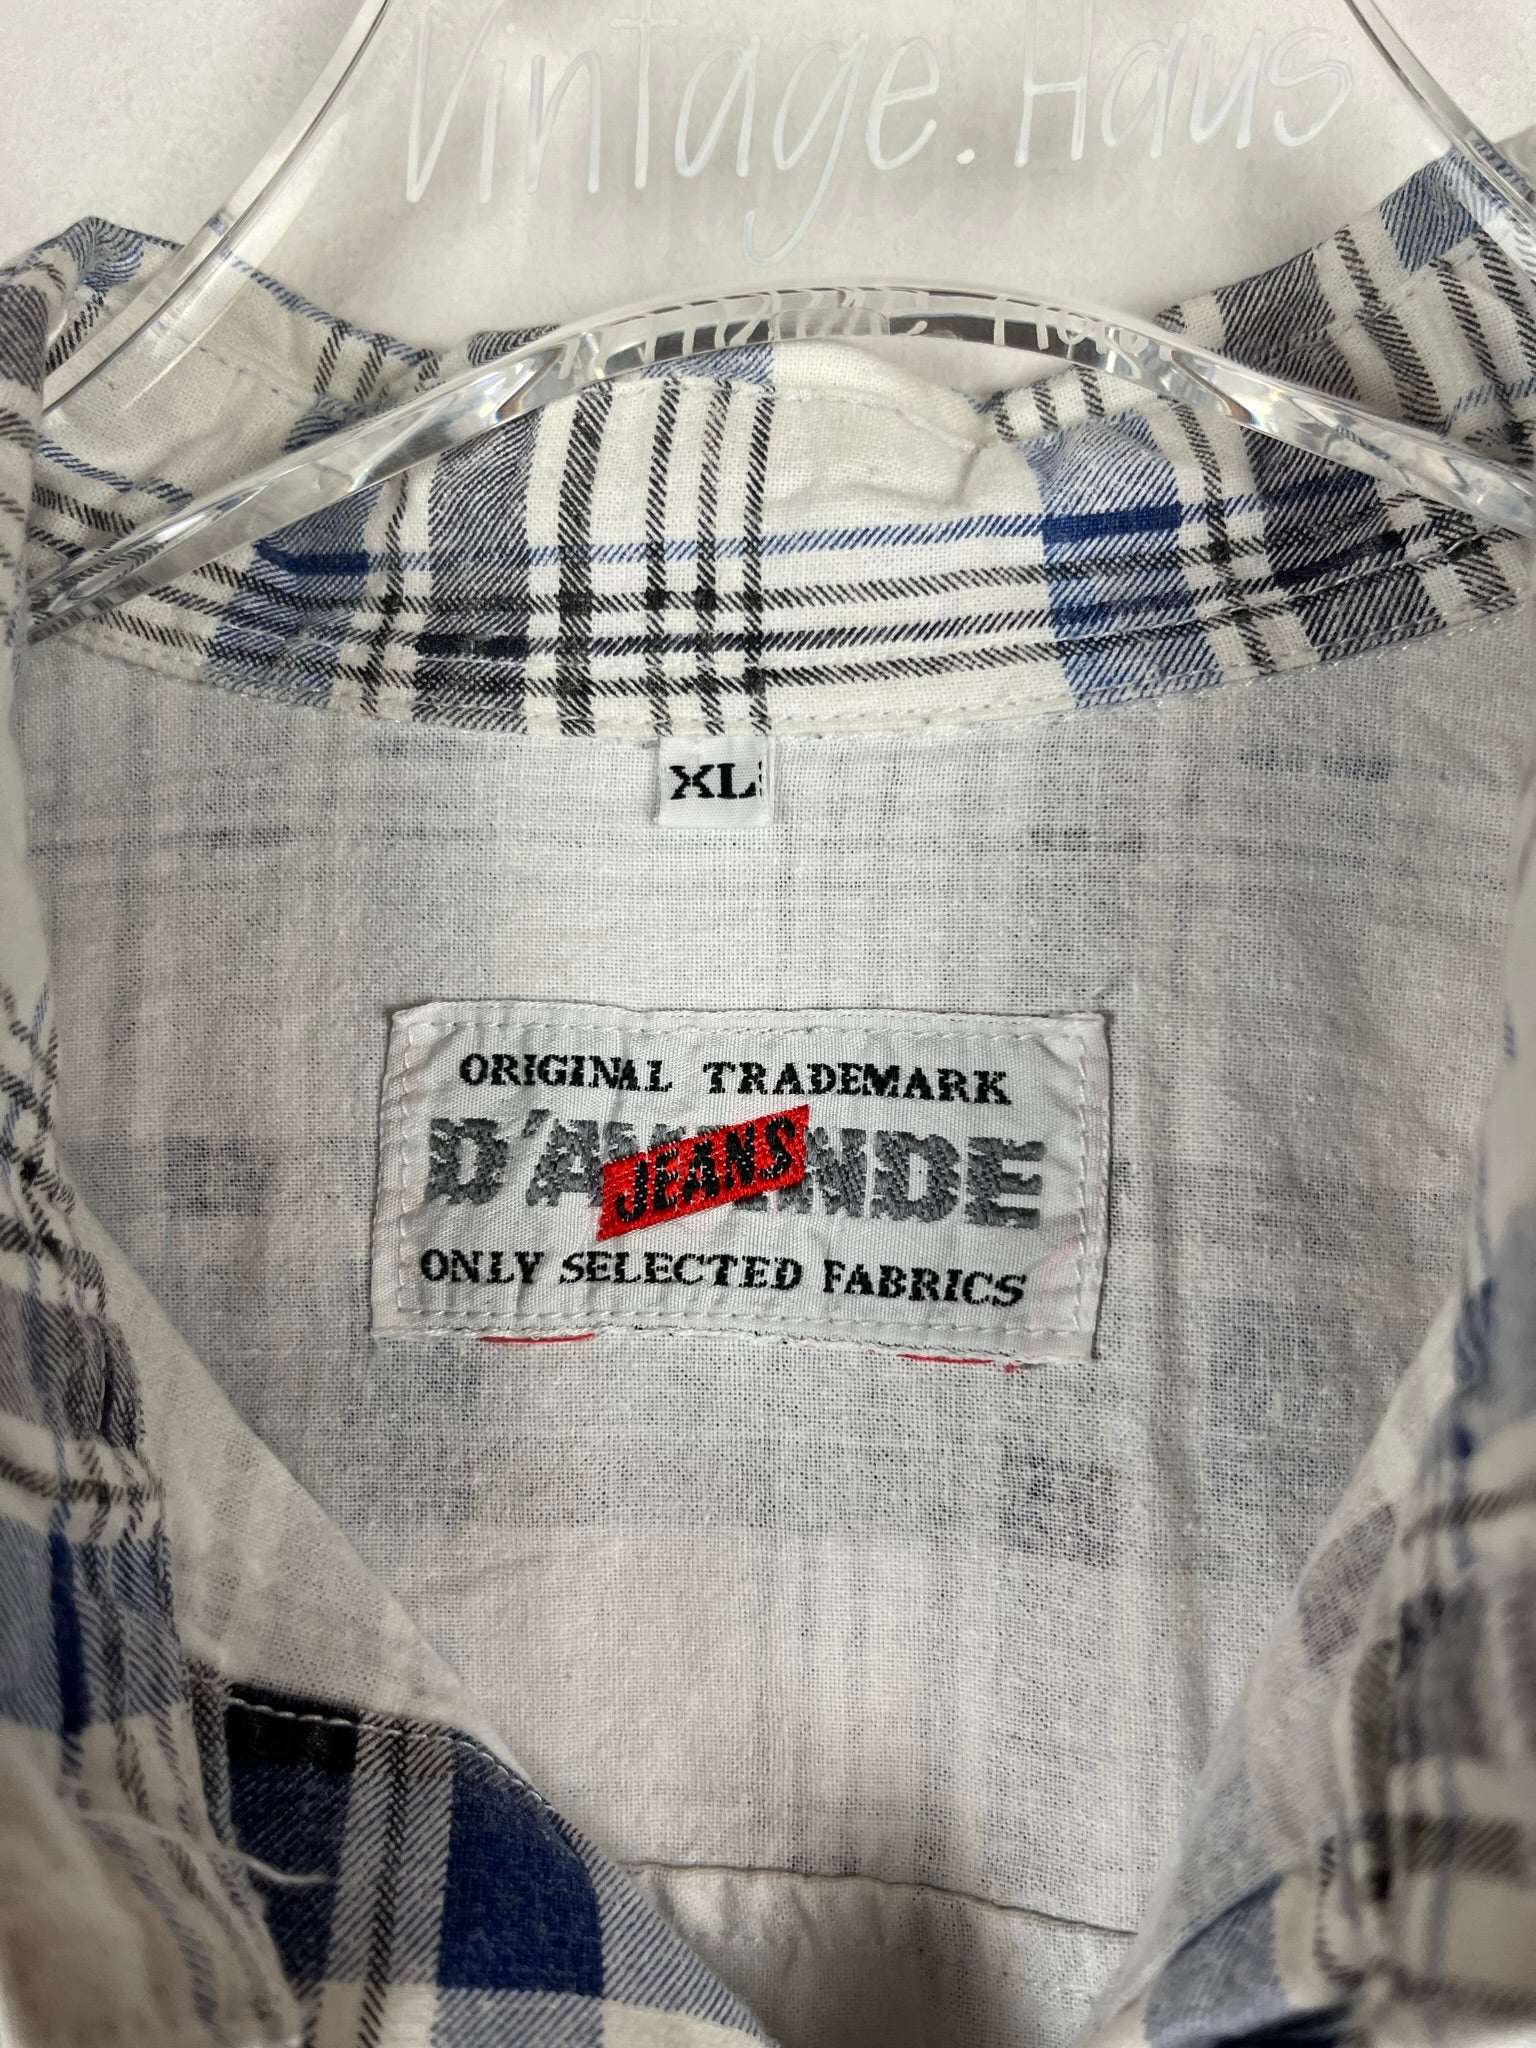 Vintage.Haus
XL
ORIGINAL TRADEMARK
JEANS
ONLY SELECTED FABRICS